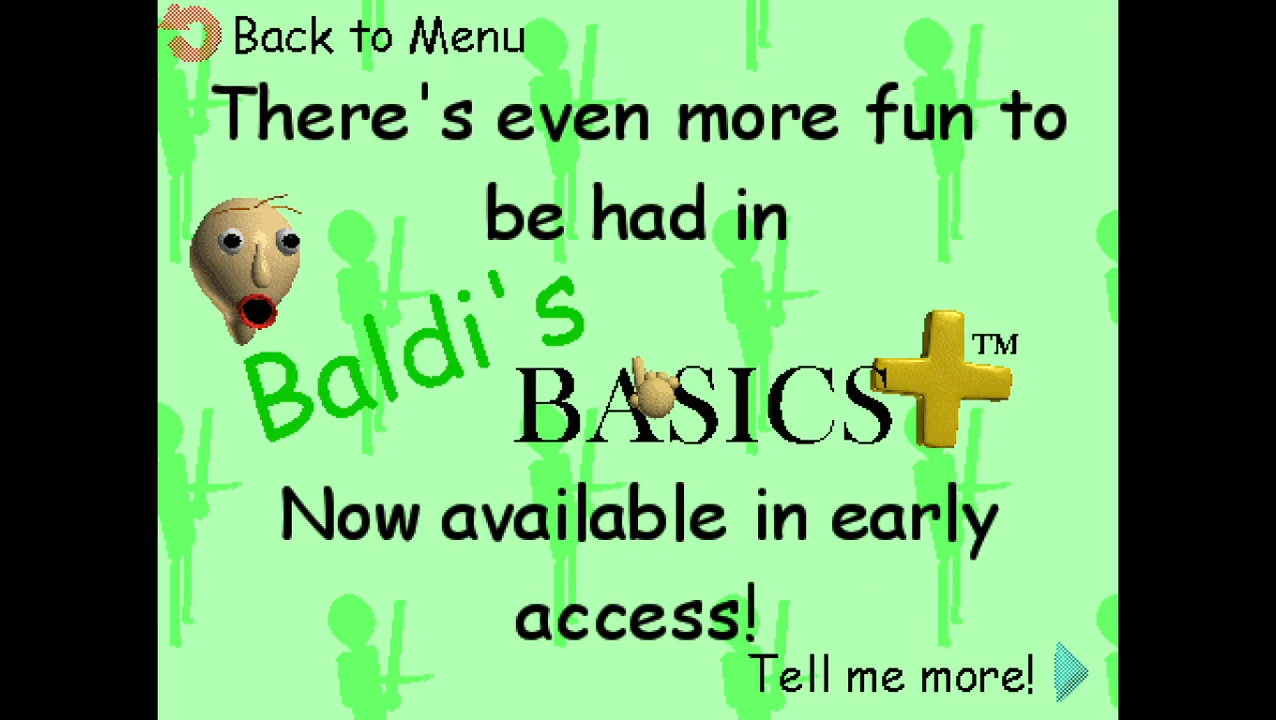 Back to Menu
There's even more fun to
be had in
Baldi's
BASICS
TM
Now available in early
access!
Tell me more!